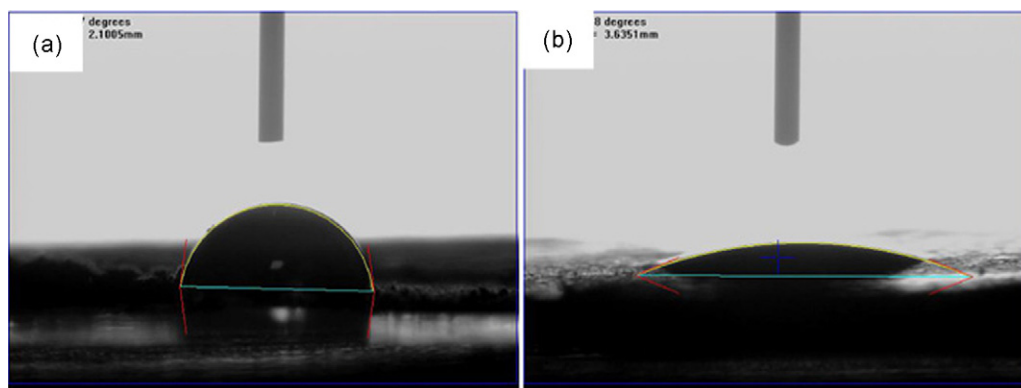 (a)
degrees
2.1005mm
(b)
8 degrees
= 3.6351mm